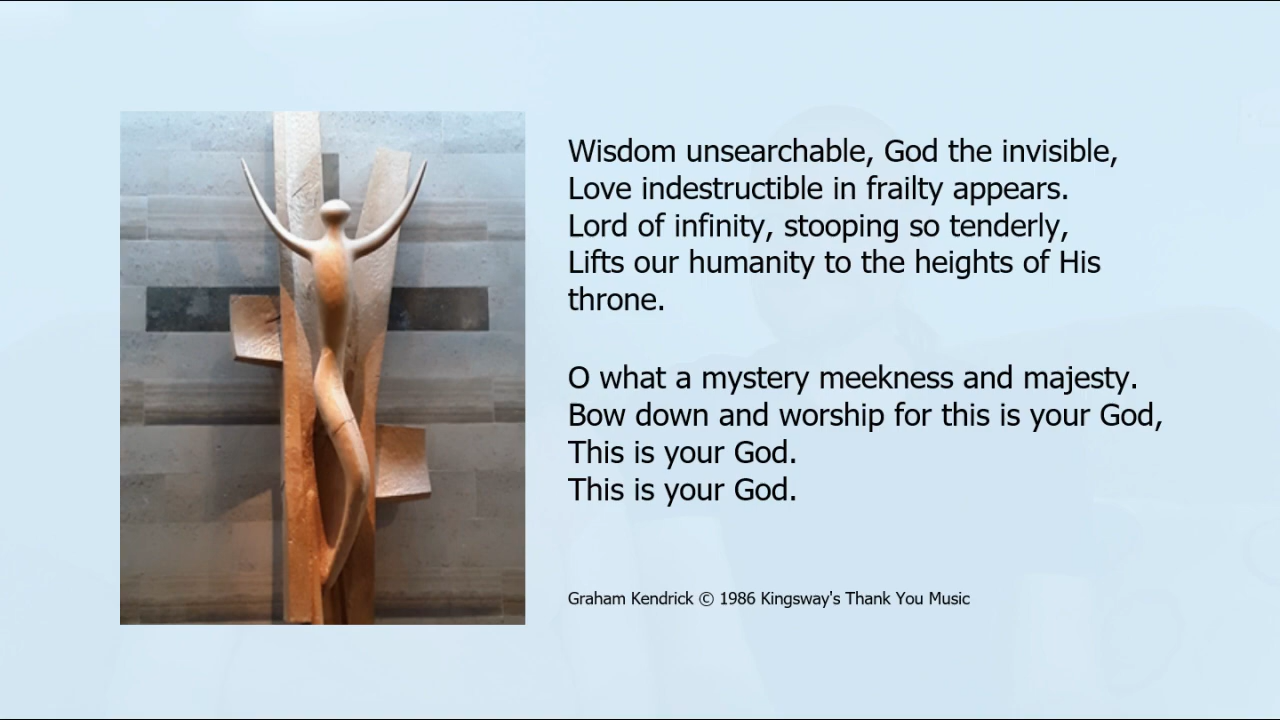 Wisdom unsearchable, God the invisible,
Love indestructible in frailty appears.
Lord of infinity, stooping so tenderly,
Lifts our humanity to the heights of His
throne.
O what a mystery meekness and majesty.
Bow down and worship for this is your God,
This is your God.
This is your God.
Graham Kendrick © 1986 Kingsway's Thank You Music